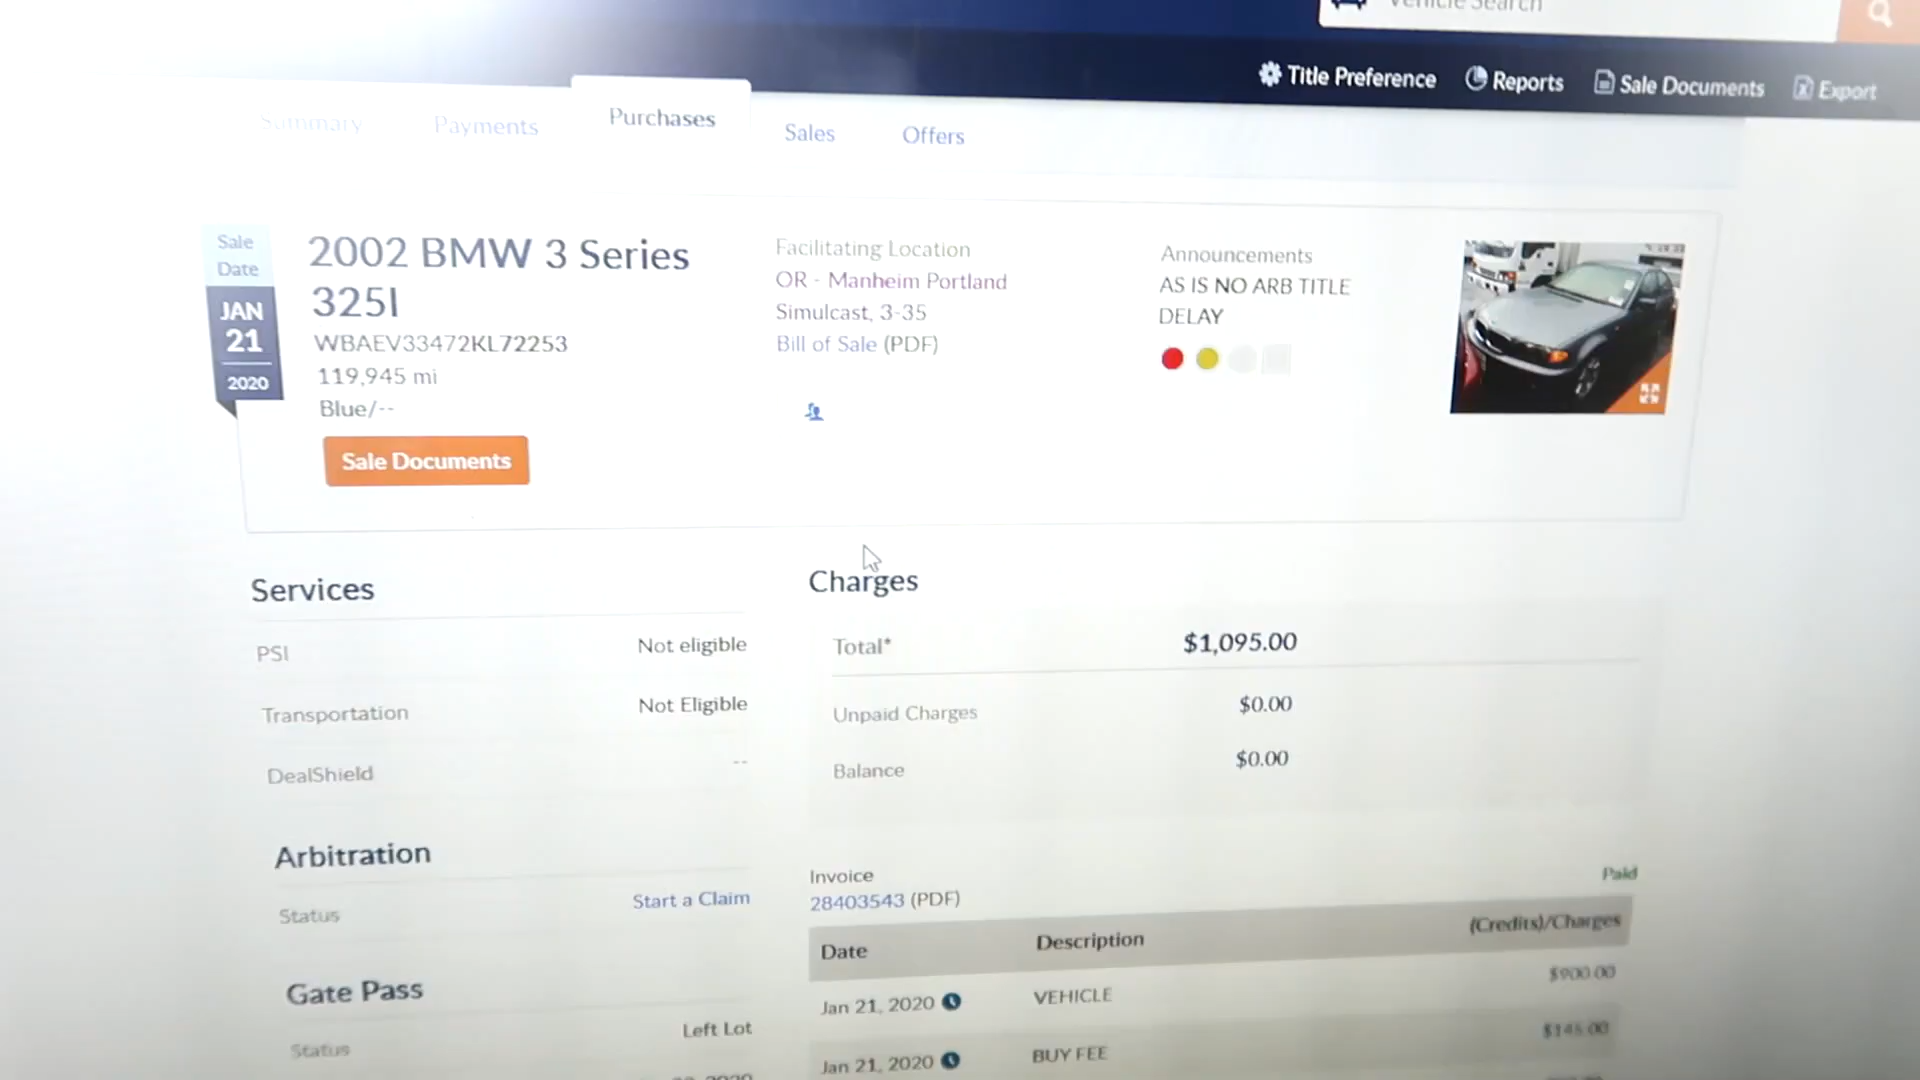 Vehicle Search
Title Preference
Reports
Sale Documents
Export
Summary
Payments
Purchases
Sales
Offers
Sale
Date
JAN
21
2020
2002 BMW 3 Series
325I
WBAEV33472KL72253
119,945 mi
Blue/--
Sale Documents
Facilitating Location
OR - Manheim Portland
Simulcast, 3-35
Bill of Sale (PDF)
Announcements
AS IS NO ARB TITLE
DELAY
Services
PSI Not eligible
Transportation Not Eligible
DealShield --
Arbitration
Status Start a Claim
Gate Pass
Status Left Lot
Charges
Total* $1,095.00
Unpaid Charges $0.00
Balance $0.00
Invoice
28403543 (PDF)
Paid
Date Description (Credits)/Charges
Jan 21, 2020 VEHICLE $900.00
Jan 21, 2020 BUY FEE